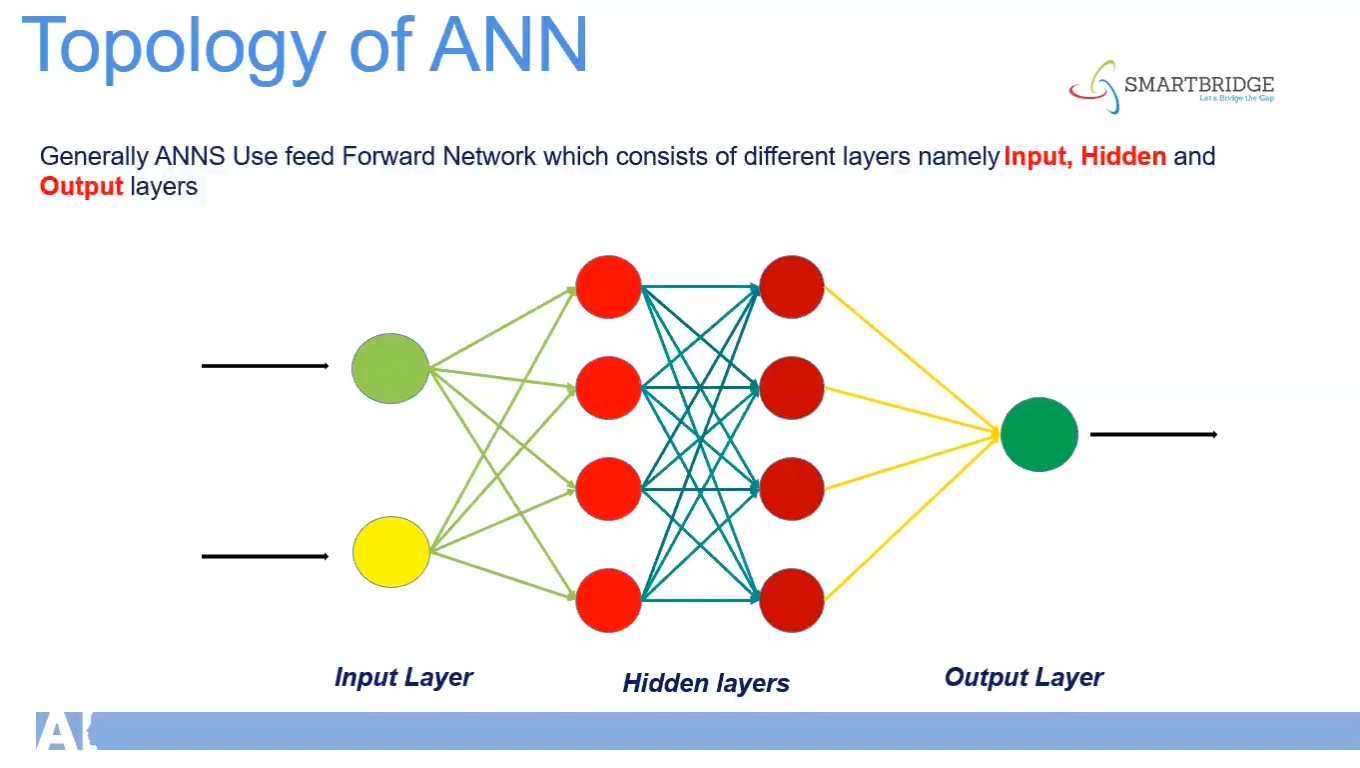 Topology of ANN
SMARTBRIDGE
Let's Bridge the Gap
Generally ANNS Use feed Forward Network which consists of different layers namely Input, Hidden and
Output layers
Input Layer
Hidden layers
Output Layer